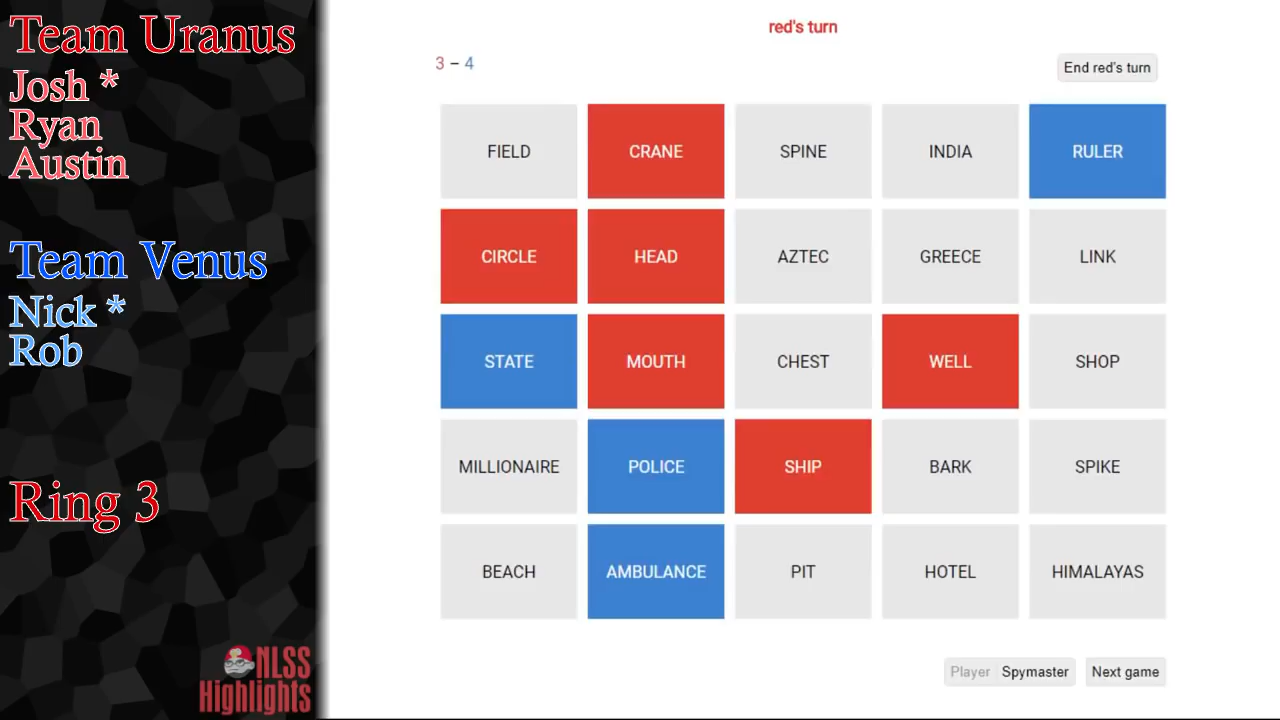 Team Uranus
Josh *
Ryan
Austin
Team Venus
Nick *
Rob
Ring 3
NLSS
Highlights
red's turn
3 – 4
End red's turn
FIELD CRANE SPINE INDIA RULER
CIRCLE HEAD AZTEC GREECE LINK
STATE MOUTH CHEST WELL SHOP
MILLIONAIRE POLICE SHIP BARK SPIKE
BEACH AMBULANCE PIT HOTEL HIMALAYAS
Player Spymaster Next game